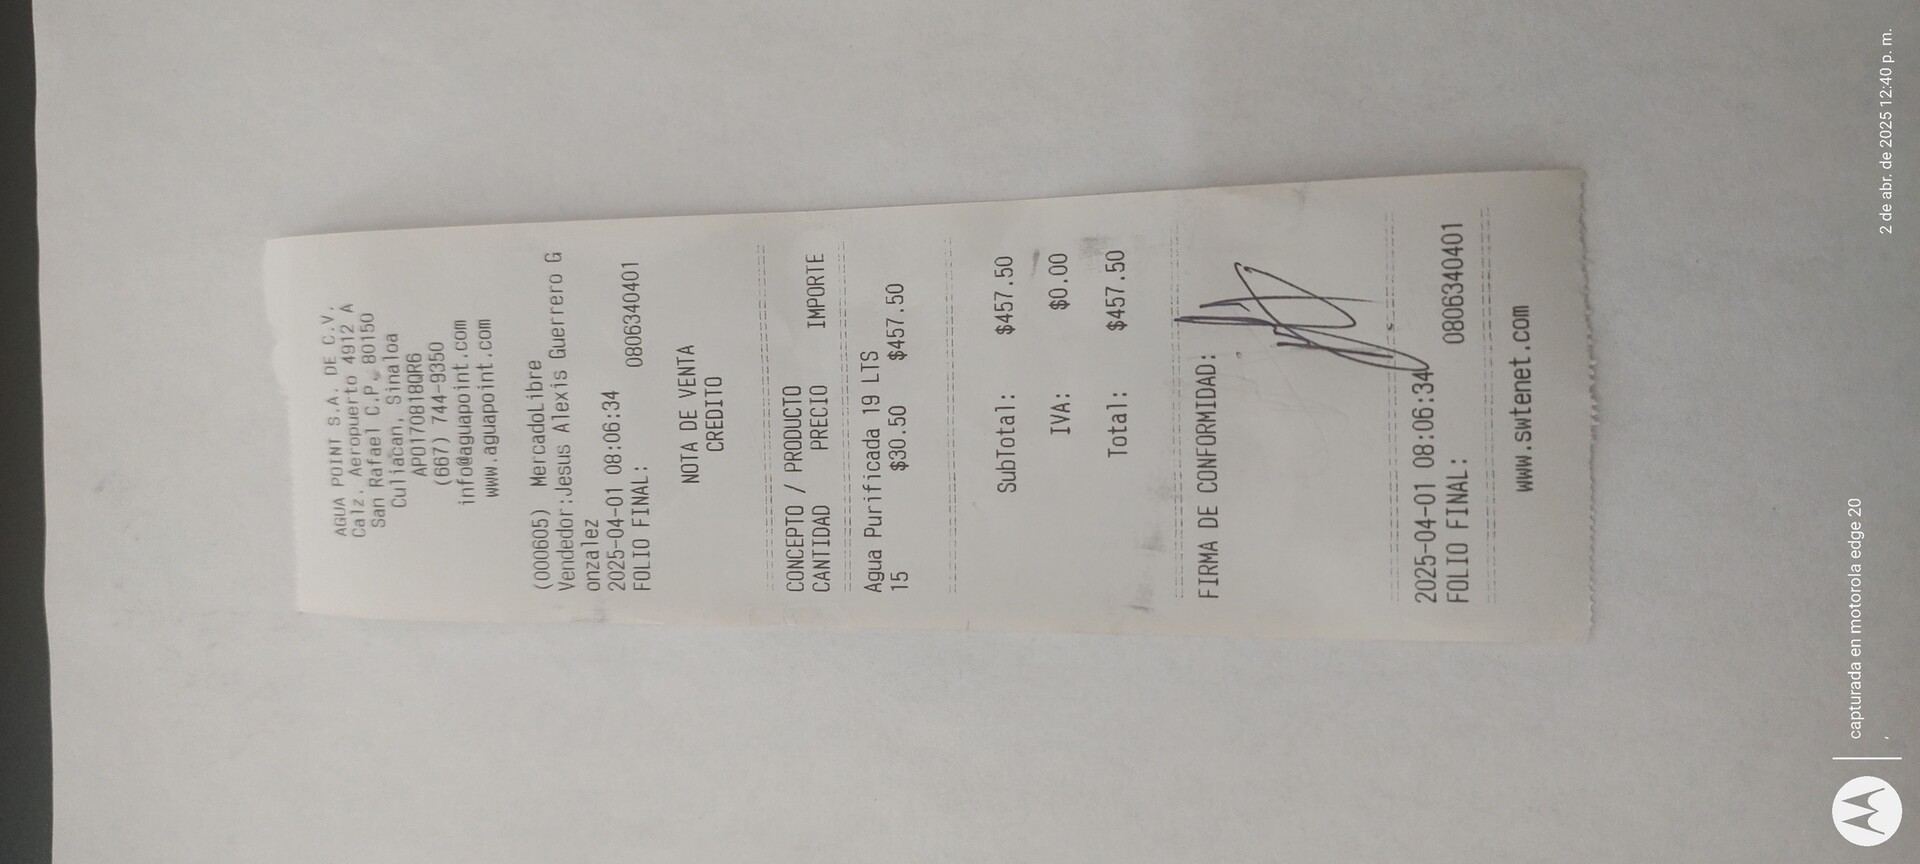 AGUA POINT S.A. DE C.V.
Calz. Aeropuerto 4912 A
San Rafael C.P. 80150
Culiacan, Sinaloa
APO170818QR6
(667) 744-9350
info@aguapoint.com
www.aguapoint.com
(000605) MercadoLibre
Vendedor:Jesus Alexis Guerrero G
onzalez
2025-04-01 08:06:34
FOLIO FINAL: 0806340401
NOTA DE VENTA
CREDITO
CONCEPTO / PRODUCTO
CANTIDAD PRECIO IMPORTE
Agua Purificada 19 LTS
15 $30.50 $457.50
SubTotal: $457.50
IVA: $0.00
Total: $457.50
FIRMA DE CONFORMIDAD:
2025-04-01 08:06:34
FOLIO FINAL: 0806340401
www.swtenet.com
capturada en motorola edge 20
2 de abr. de 2025 12:40 p. m.